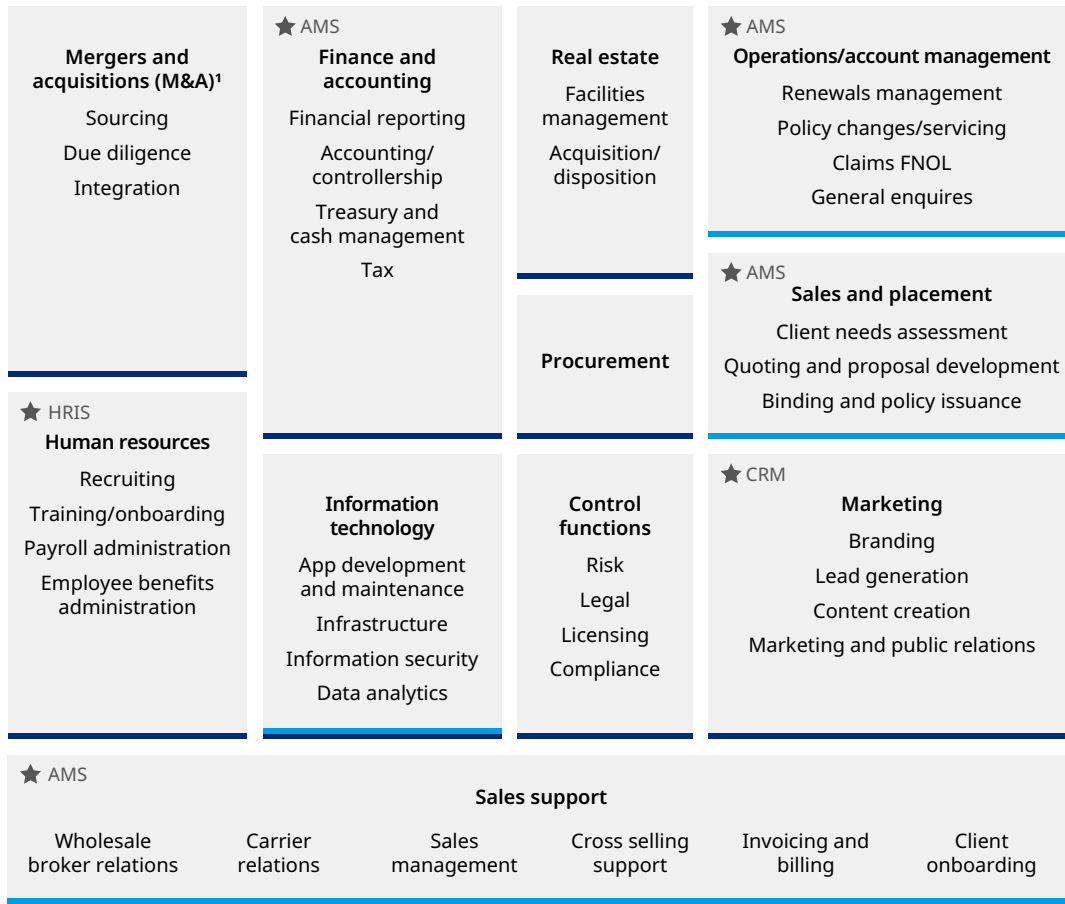 Mergers and
acquisitions (M&A)¹
Sourcing
Due diligence
Integration
AMS
Finance and
accounting
Financial reporting
Accounting/
controllership
Treasury and
cash management
Tax
Real estate
Facilities
management
Acquisition/
disposition
AMS
Operations/account management
Renewals management
Policy changes/servicing
Claims FNOL
General enquires
AMS
Sales and placement
Client needs assessment
Quoting and proposal development
Binding and policy issuance
Procurement
HRIS
Human resources
Recruiting
Training/onboarding
Payroll administration
Employee benefits
administration
Information
technology
App development
and maintenance
Infrastructure
Information security
Data analytics
Control
functions
Risk
Legal
Licensing
Compliance
CRM
Marketing
Branding
Lead generation
Content creation
Marketing and public relations
AMS
Sales support
Wholesale
broker relations
Carrier
relations
Sales
management
Cross selling
support
Invoicing and
billing
Client
onboarding